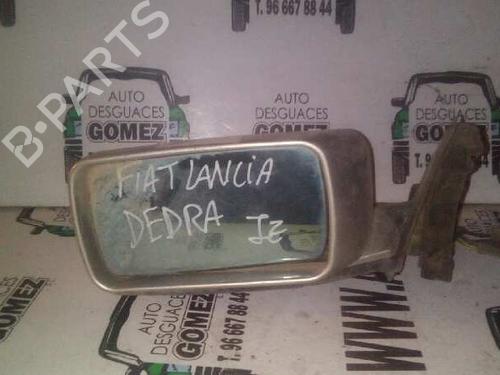 T. 96 667 88 44
B-PARTS
AUTO
DESGUACES
GOMEZ
AUTO
DESGUACES
GOMEZ
FIAT LANCIA
DEDRA IZ
AUTO
DESGUACES
GOMEZ
T. 96 667 88 44
WWW.A